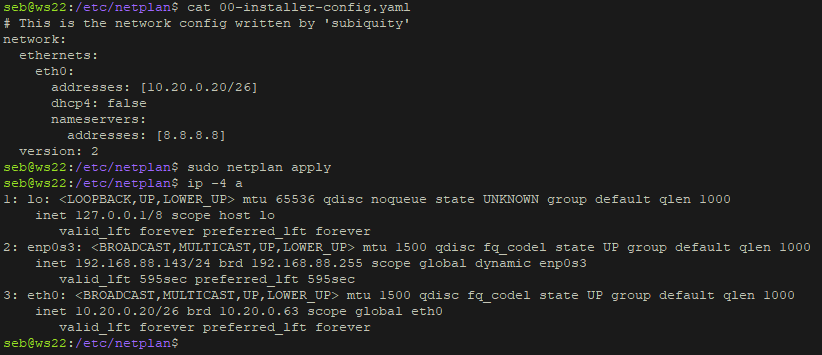 seb@ws22:/etc/netplan$ cat 00-installer-config.yaml
# This is the network config written by 'subiquity'
network:
  ethernets:
    eth0:
      addresses: [10.20.0.20/26]
      dhcp4: false
      nameservers:
        addresses: [8.8.8.8]
  version: 2
seb@ws22:/etc/netplan$ sudo netplan apply
seb@ws22:/etc/netplan$ ip -4 a
1: lo: <LOOPBACK,UP,LOWER_UP> mtu 65536 qdisc noqueue state UNKNOWN group default qlen 1000
    inet 127.0.0.1/8 scope host lo
       valid_lft forever preferred_lft forever
2: enp0s3: <BROADCAST,MULTICAST,UP,LOWER_UP> mtu 1500 qdisc fq_codel state UP group default qlen 1000
    inet 192.168.88.143/24 brd 192.168.88.255 scope global dynamic enp0s3
       valid_lft 595sec preferred_lft 595sec
3: eth0: <BROADCAST,MULTICAST,UP,LOWER_UP> mtu 1500 qdisc fq_codel state UP group default qlen 1000
    inet 10.20.0.20/26 brd 10.20.0.63 scope global eth0
       valid_lft forever preferred_lft forever
seb@ws22:/etc/netplan$